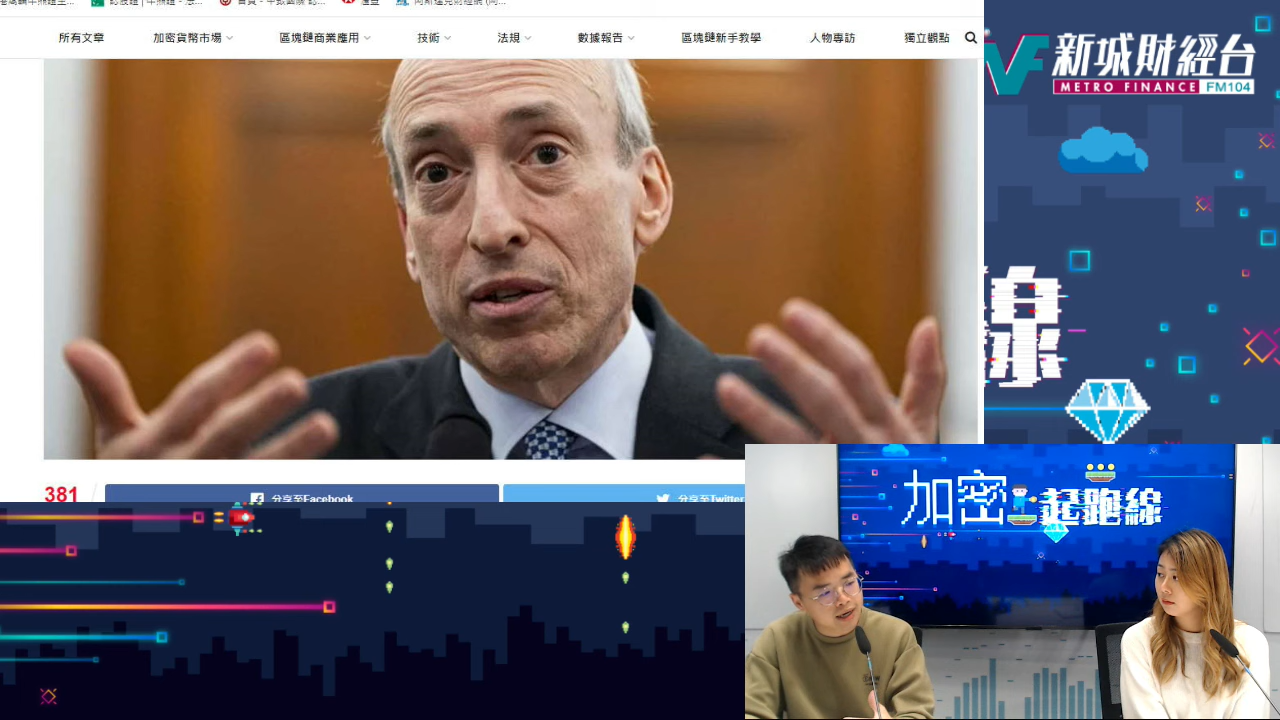 所有文章 加密貨幣市場 區塊鏈商業應用 技術 法規 數據報告 區塊鏈新手教學 人物專訪 獨立觀點
新城財經台
METRO FINANCE FM104
線
381 分享至Facebook 分享至Twitter
加密起跑線